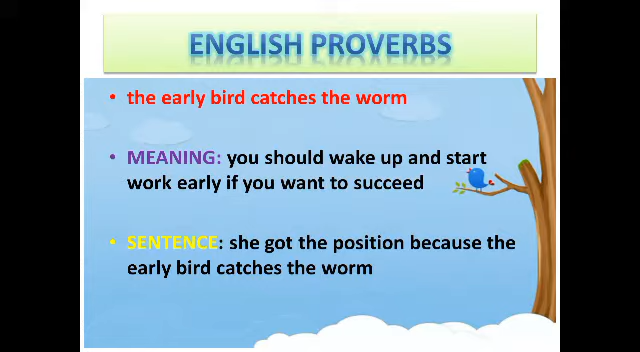 ENGLISH PROVERBS
• the early bird catches the worm
• MEANING: you should wake up and start
work early if you want to succeed
• SENTENCE: she got the position because the
early bird catches the worm